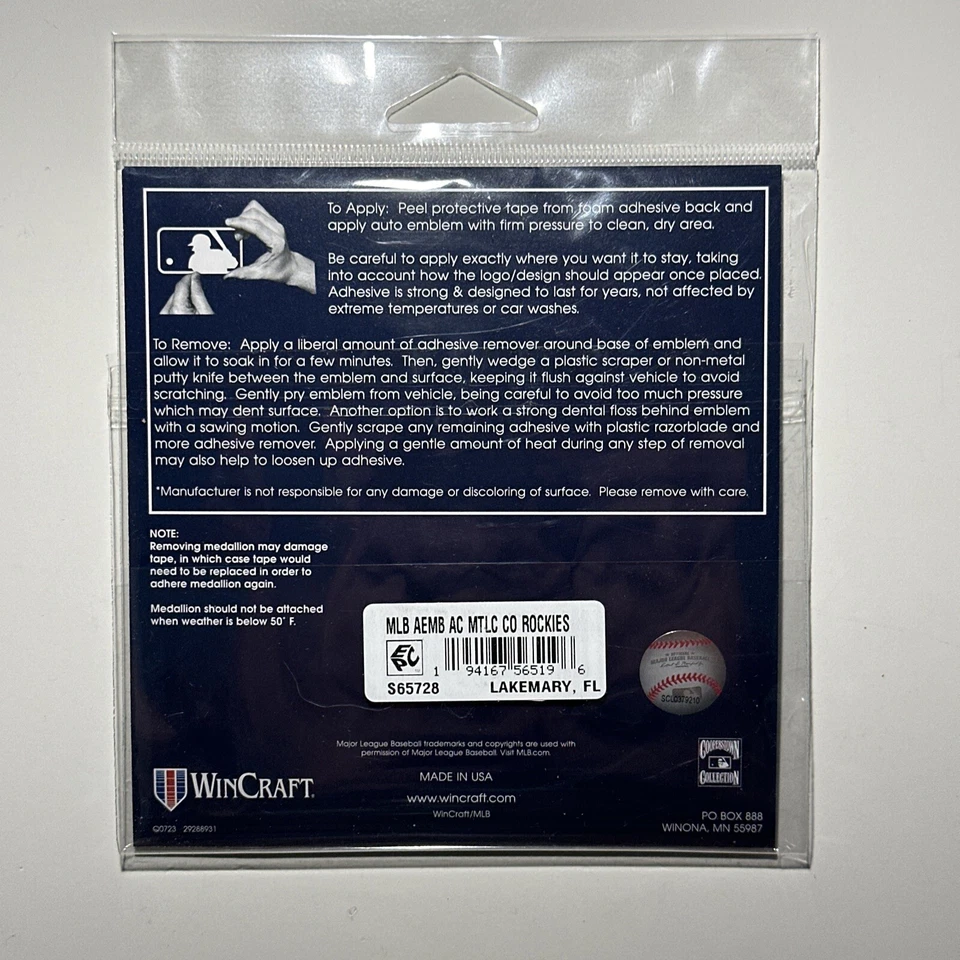 To Apply: Peel protective tape from foam adhesive back and
apply auto emblem with firm pressure to clean, dry area.
Be careful to apply exactly where you want it to stay, taking
into account how the logo/design should appear once placed.
Adhesive is strong & designed to last for years, not affected by
extreme temperatures or car washes.
To Remove: Apply a liberal amount of adhesive remover around base of emblem and
allow it to soak in for a few minutes. Then, gently wedge a plastic scraper or non-metal
putty knife between the emblem and surface, keeping it flush against vehicle to avoid
scratching. Gently pry emblem from vehicle, being careful to avoid too much pressure
which may dent surface. Another option is to work a strong dental floss behind emblem
with a sawing motion. Gently scrape any remaining adhesive with plastic razorblade and
more adhesive remover. Applying a gentle amount of heat during any step of removal
may also help to loosen up adhesive.
*Manufacturer is not responsible for any damage or discoloring of surface. Please remove with care.
NOTE:
Removing medallion may damage
tape, in which case tape would
need to be replaced in order to
adhere medallion again.
Medallion should not be attached
when weather is below 50° F.
MLB AEMB AC MTLC CO ROCKIES
1 94167 56519 6
S65728 LAKEMARY, FL
MAJOR LEAGUE BASEBALL
Major League Baseball trademarks and copyrights are used with
permission of Major League Baseball. Visit MLB.com.
COOPERSTOWN
COLLECTION
WINCRAFT®
MADE IN USA
www.wincraft.com
WinCraft/MLB
PO BOX 888
WINONA, MN 55987
29288931